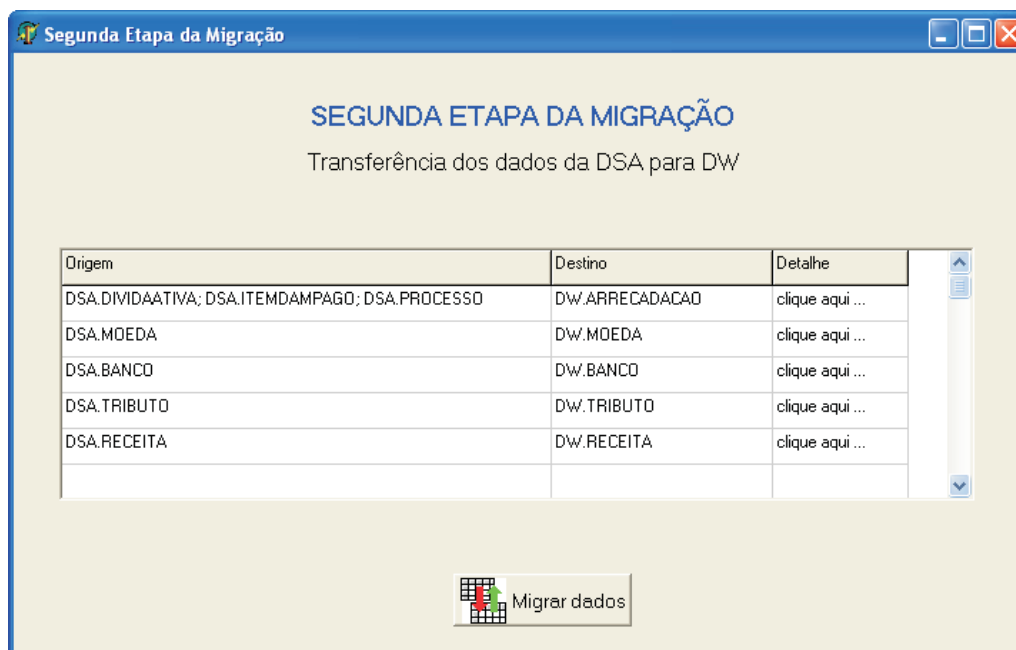 Segunda Etapa da Migração
SEGUNDA ETAPA DA MIGRAÇÃO
Transferência dos dados da DSA para DW
Origem Destino Detalhe
DSA.DIVIDAATIVA; DSA.ITEMDAMPAGO; DSA.PROCESSO DW.ARRECADACAO clique aqui ...
DSA.MOEDA DW.MOEDA clique aqui ...
DSA.BANCO DW.BANCO clique aqui ...
DSA.TRIBUTO DW.TRIBUTO clique aqui ...
DSA.RECEITA DW.RECEITA clique aqui ...
Migrar dados